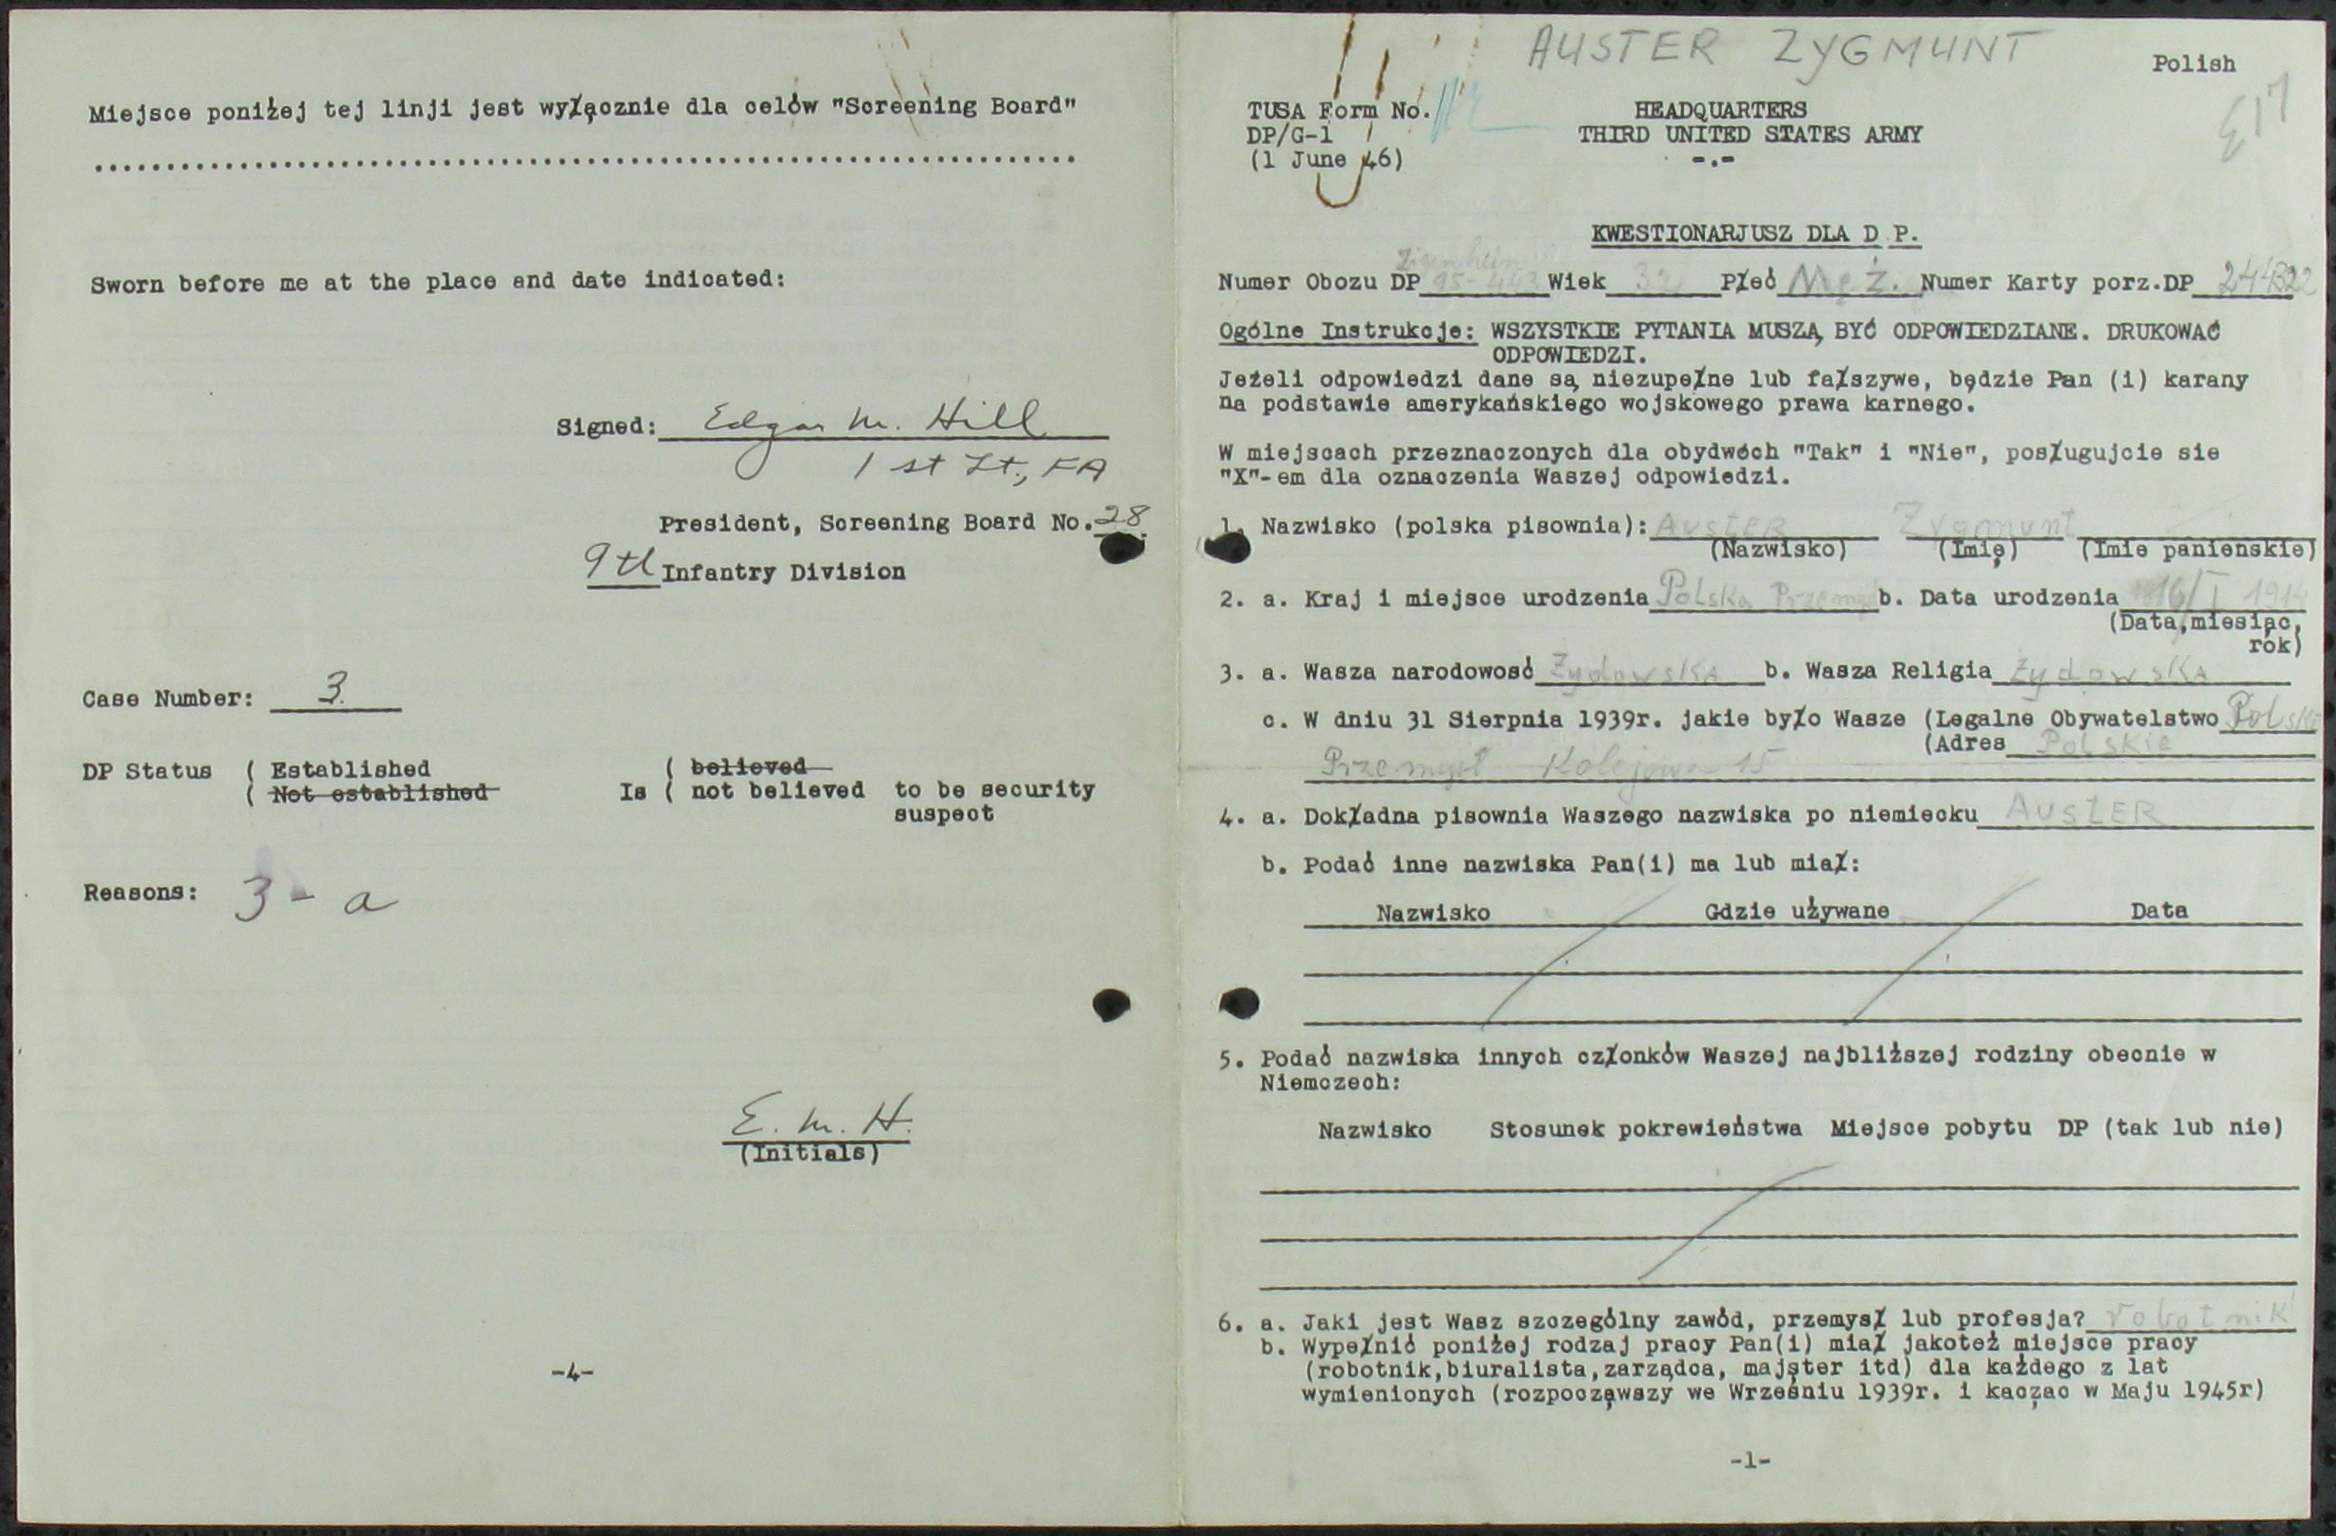 Miejsce poniżej tej linji jest wyłącznie dla celów "Screening Board"
Sworn before me at the place and date indicated:
Signed: Edgar M. Hill
1 st Lt., FA
President, Screening Board No. 28
9th Infantry Division
Case Number: 3
DP Status ( Established
( Not established
Is ( believed
( not believed to be security
suspect
Reasons: 3 - a
E. M. H.
(Initials)
-4-
AUSTER ZYGMUNT
Polish
E17
TUSA Form No.
DP/G-1
(1 June 46)
HEADQUARTERS
THIRD UNITED STATES ARMY
-.-
KWESTIONARJUSZ DLA D P.
Numer Obozu DP 95-443 Wiek 32 Płeć Męż. Numer Karty porz.DP
Ogólne Instrukcje: WSZYSTKIE PYTANIA MUSZĄ BYĆ ODPOWIEDZIANE. DRUKOWAĆ
ODPOWIEDZI.
Jeżeli odpowiedzi dane są niezupełne lub fałszywe, będzie Pan (i) karany
na podstawie amerykańskiego wojskowego prawa karnego.
W miejscach przeznaczonych dla obydwóch "Tak" i "Nie", posługujcie sie
"X"-em dla oznaczenia Waszej odpowiedzi.
1. Nazwisko (polska pisownia): AUSTER Zygmunt
(Nazwisko) (Imię) (Imie panienskie)
2. a. Kraj i miejsce urodzenia Polska b. Data urodzenia 16/I 1914
(Data,miesiąc,
rok)
3. a. Wasza narodowosć Żydowska b. Wasza Religia żydowska
c. W dniu 31 Sierpnia 1939r. jakie było Wasze (Legalne Obywatelstwo Polskie
(Adres Polskie
Przemyśl Kolejowa 15
4. a. Dokładna pisownia Waszego nazwiska po niemiecku AUSTER
b. Podać inne nazwiska Pan(i) ma lub miał:
Nazwisko Gdzie używane Data
5. Podać nazwiska innych członków Waszej najbliższej rodziny obecnie w
Niemczech:
Nazwisko Stosunek pokrewieństwa Miejsce pobytu DP (tak lub nie)
6. a. Jaki jest Wasz szczególny zawód, przemysł lub profesja? robotnik
b. Wypełnić poniżej rodzaj pracy Pan(i) miał jakoteż miejsce pracy
(robotnik,biuralista,zarządca, majster itd) dla każdego z lat
wymienionych (rozpocząwszy we Wrześniu 1939r. i kacząc w Maju 1945r)
-1-